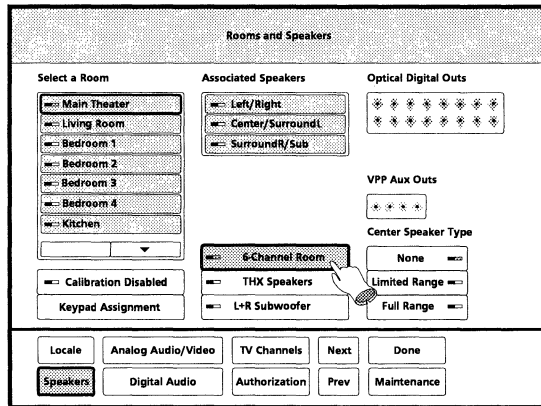 Rooms and Speakers
Select a Room
Main Theater
Living Room
Bedroom 1
Bedroom 2
Bedroom 3
Bedroom 4
Kitchen
Calibration Disabled
Keypad Assignment
Associated Speakers
Left/Right
Center/SurroundL
SurroundR/Sub
6-Channel Room
THX Speakers
L+R Subwoofer
Optical Digital Outs
VPP Aux Outs
Center Speaker Type
None
Limited Range
Full Range
Locale
Analog Audio/Video
TV Channels
Next
Done
Speakers
Digital Audio
Authorization
Prev
Maintenance